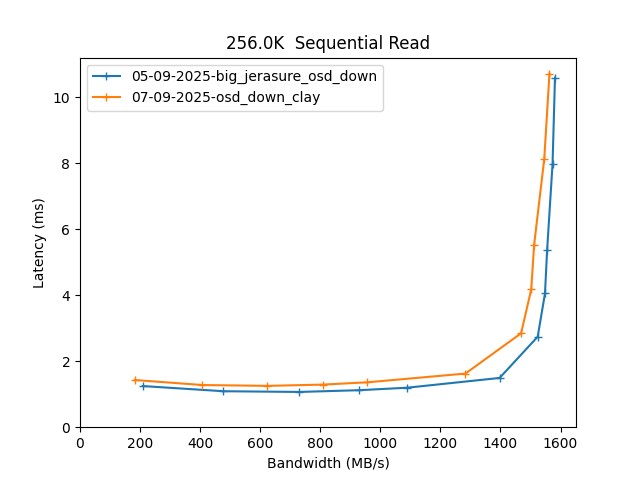 256.0K  Sequential Read
05-09-2025-big_jerasure_osd_down
07-09-2025-osd_down_clay
Latency (ms)
10
8
6
4
2
0
0 200 400 600 800 1000 1200 1400 1600
Bandwidth (MB/s)